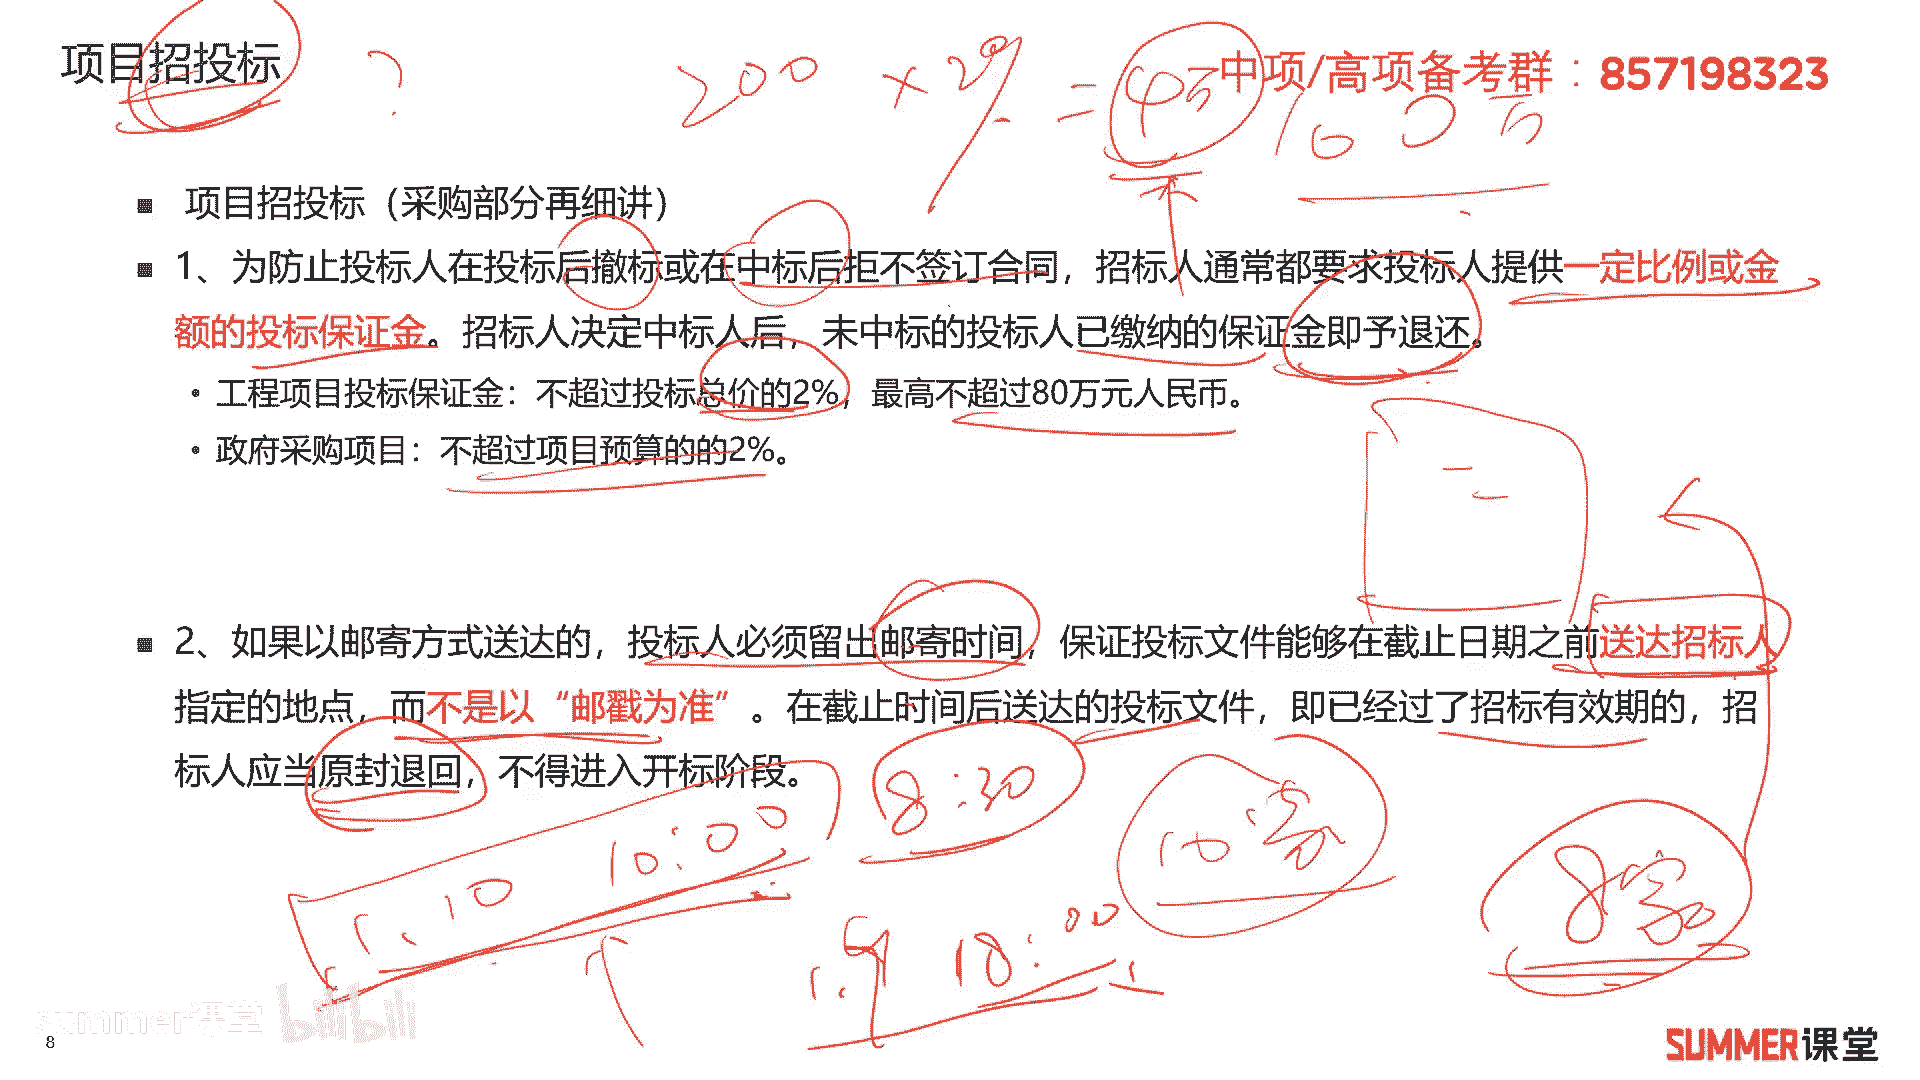 项目招投标
?
200 × 2% = 4万
100万
中项/高项备考群：857198323
项目招投标（采购部分再细讲）
1、为防止投标人在投标后撤标或在中标后拒不签订合同，招标人通常都要求投标人提供一定比例或金
额的投标保证金。招标人决定中标人后，未中标的投标人已缴纳的保证金即予退还。
• 工程项目投标保证金：不超过投标总价的2%，最高不超过80万元人民币。
• 政府采购项目：不超过项目预算的的2%。
2、如果以邮寄方式送达的，投标人必须留出邮寄时间，保证投标文件能够在截止日期之前送达招标人
指定的地点，而不是以“邮戳为准”。在截止时间后送达的投标文件，即已经过了招标有效期的，招
标人应当原封退回，不得进入开标阶段。
8:30
10家
1.10 10:00
8家
1.9 18:00
summer课堂 bilibili
8
SUMMER课堂